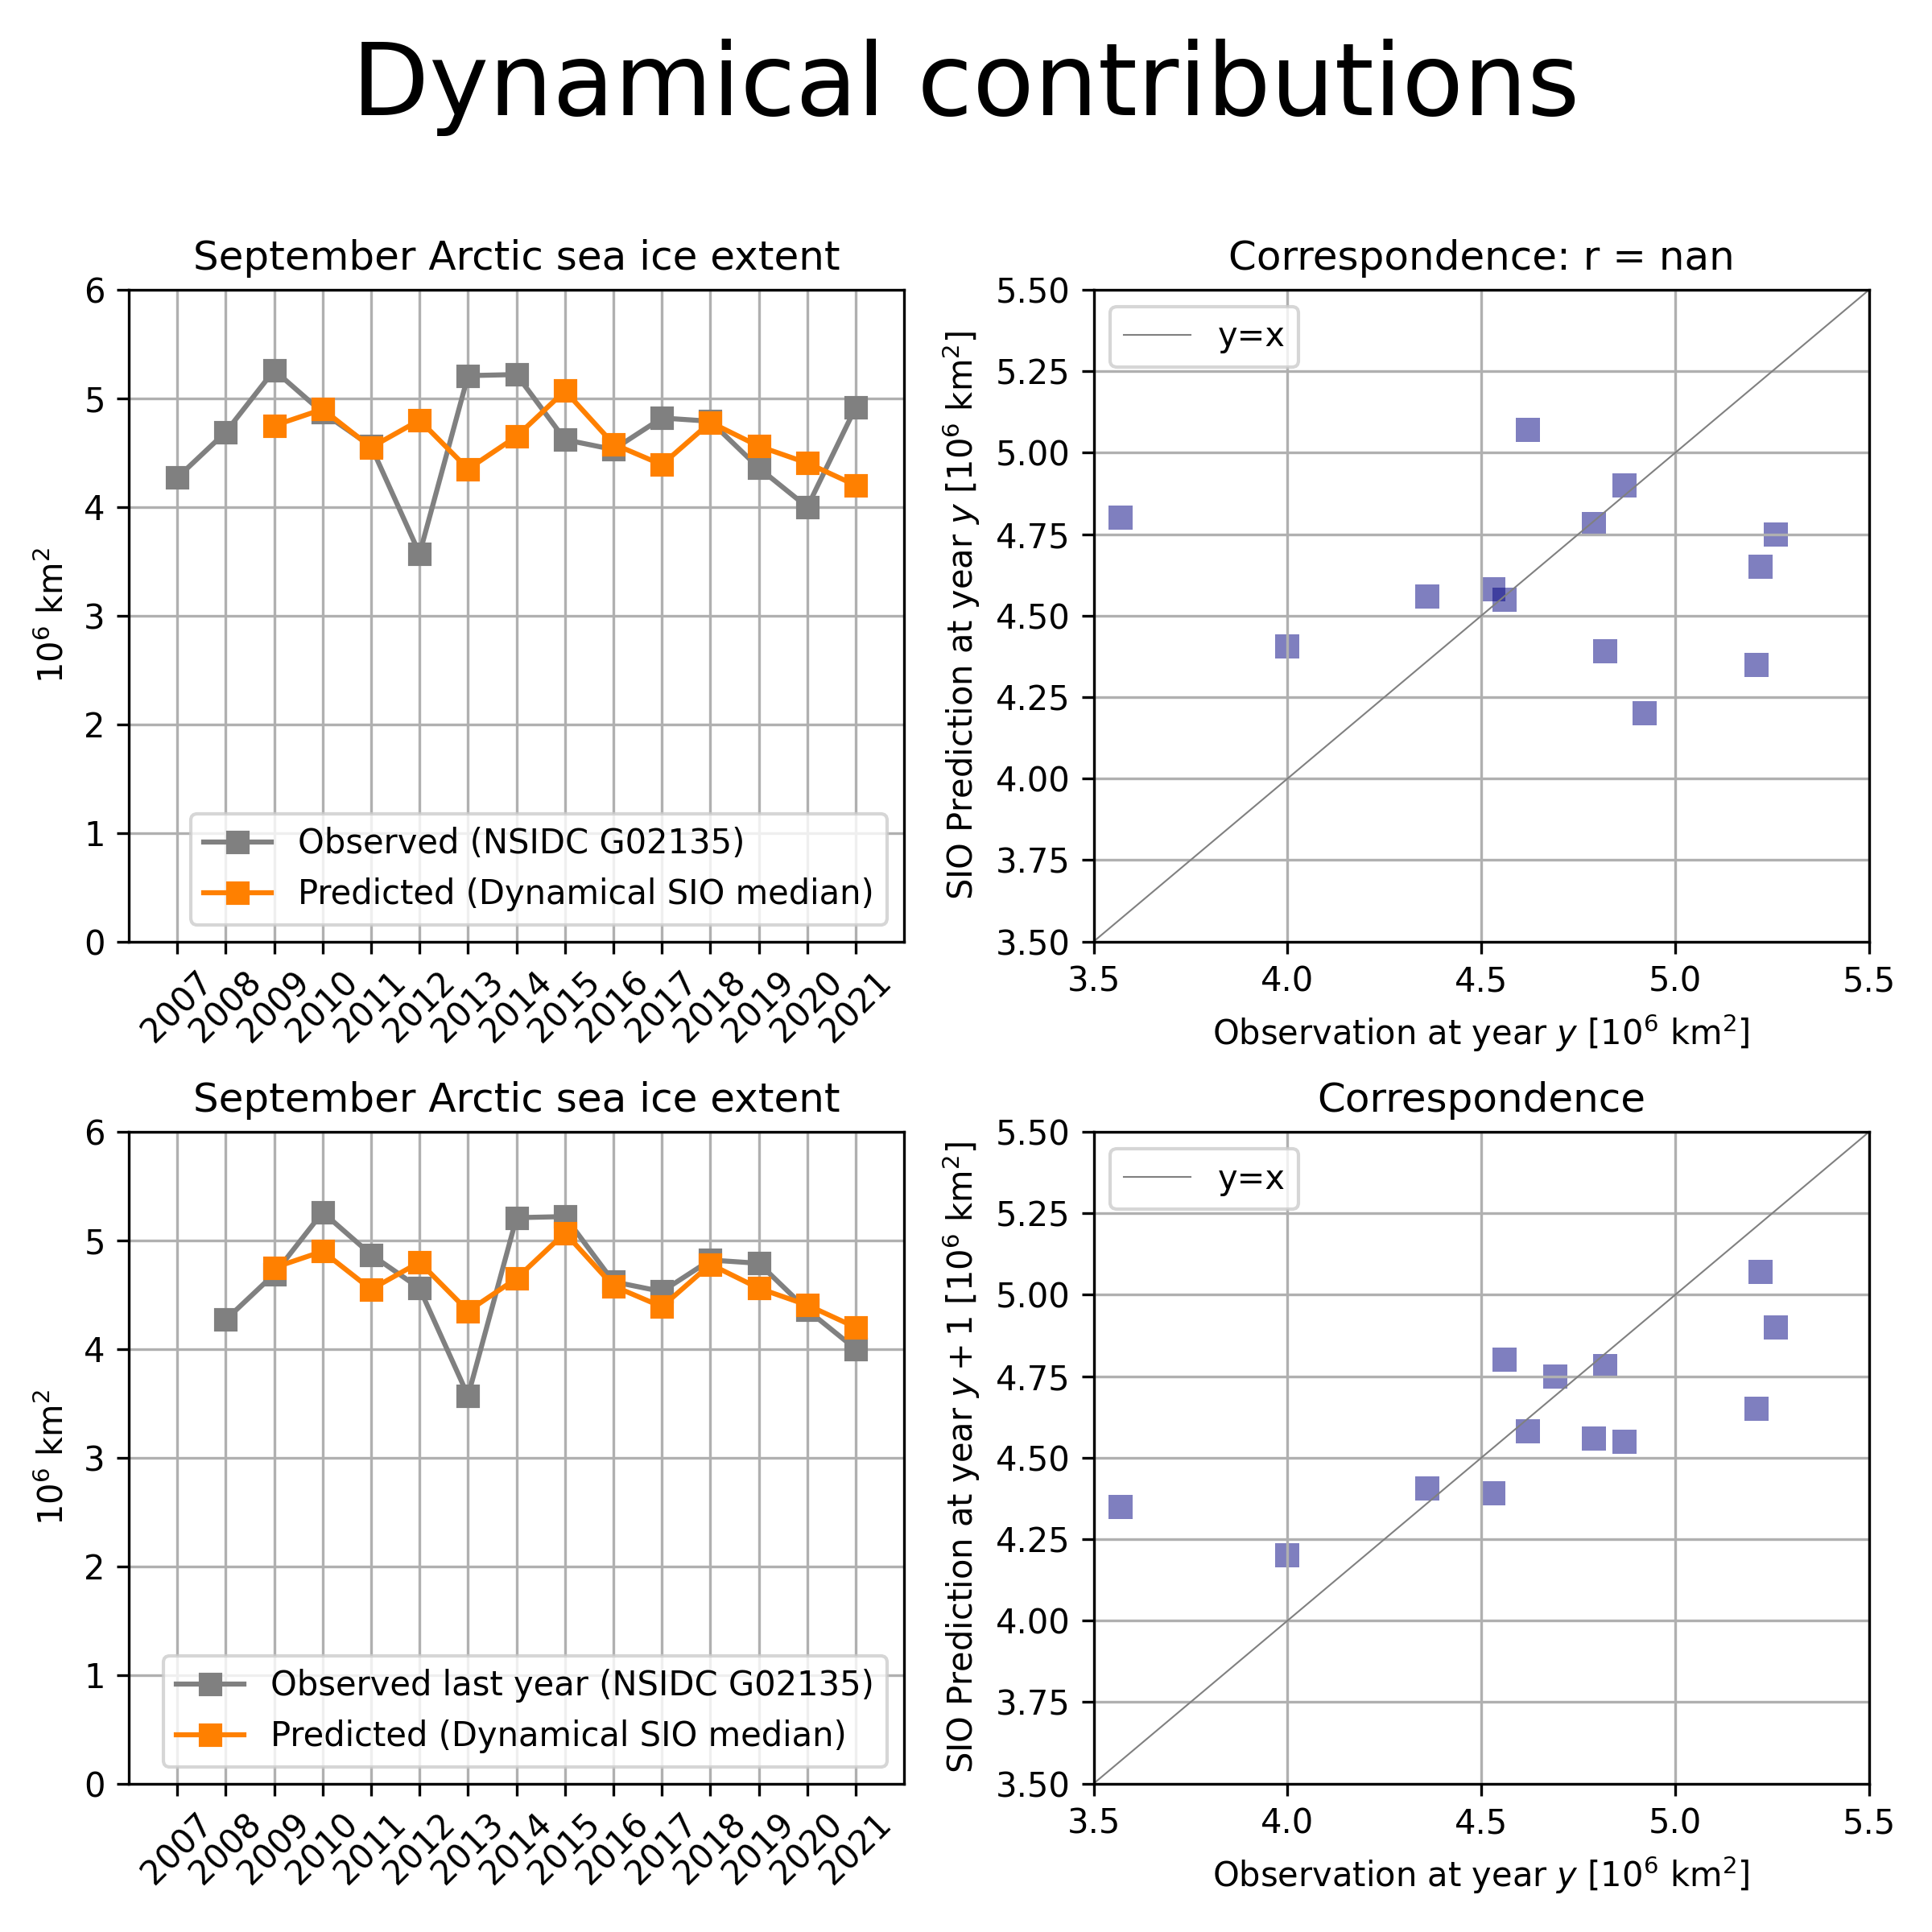 Dynamical contributions
September Arctic sea ice extent
6
5
4
3
2
1
0
10⁶ km²
Observed (NSIDC G02135)
Predicted (Dynamical SIO median)
2007 2008 2009 2010 2011 2012 2013 2014 2015 2016 2017 2018 2019 2020 2021
Correspondence: r = nan
5.50
5.25
5.00
4.75
4.50
4.25
4.00
3.75
3.50
SIO Prediction at year y [10⁶ km²]
y=x
3.5 4.0 4.5 5.0 5.5
Observation at year y [10⁶ km²]
September Arctic sea ice extent
6
5
4
3
2
1
0
10⁶ km²
Observed last year (NSIDC G02135)
Predicted (Dynamical SIO median)
2007 2008 2009 2010 2011 2012 2013 2014 2015 2016 2017 2018 2019 2020 2021
Correspondence
5.50
5.25
5.00
4.75
4.50
4.25
4.00
3.75
3.50
SIO Prediction at year y + 1 [10⁶ km²]
y=x
3.5 4.0 4.5 5.0 5.5
Observation at year y [10⁶ km²]